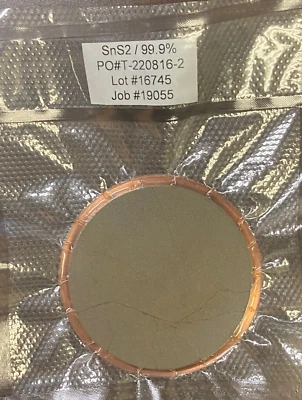 SnS2 / 99.9%
PO#T-220816-2
Lot #16745
Job #19055